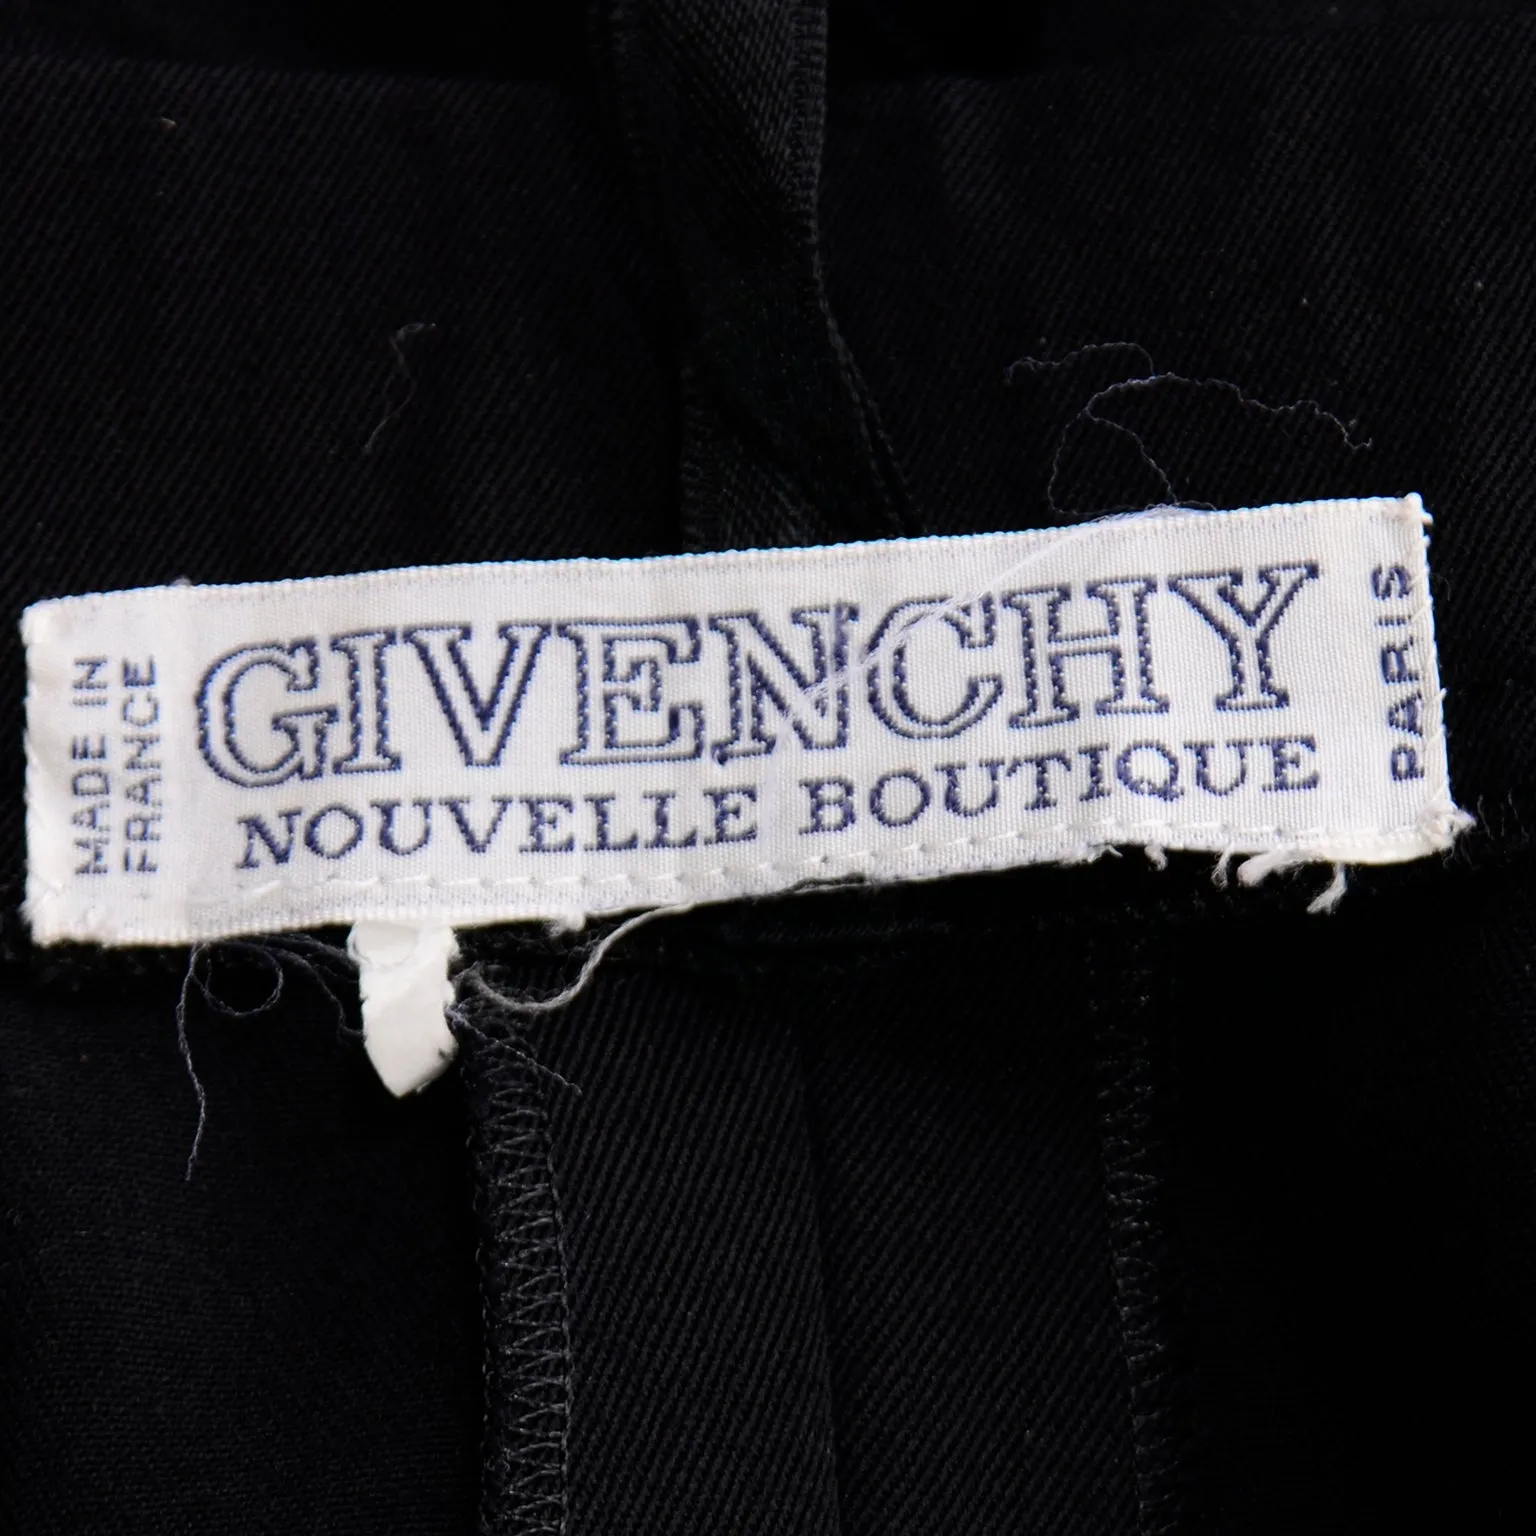 MADE IN
FRANCE
GIVENCHY
NOUVELLE BOUTIQUE
PARIS